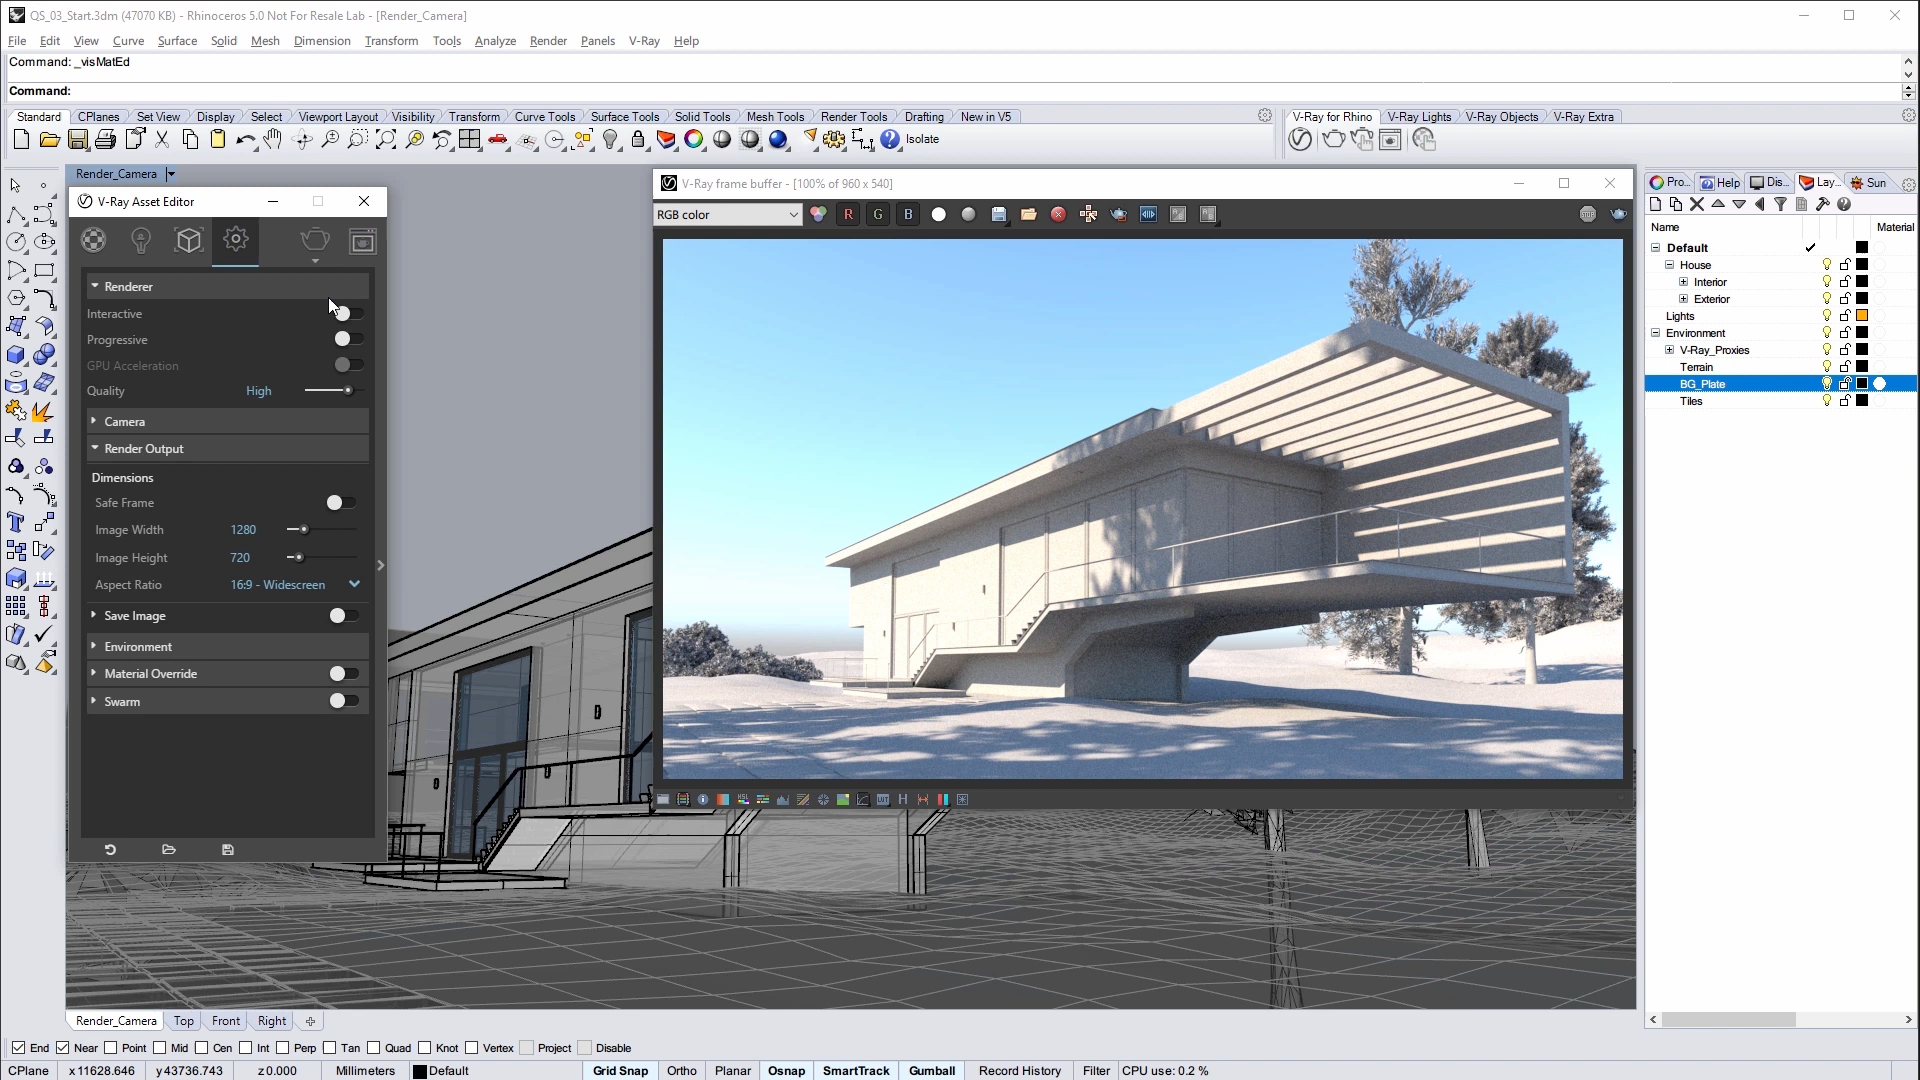 QS_03_Start.3dm (47070 KB) - Rhinoceros 5.0 Not For Resale Lab - [Render_Camera]
File Edit View Curve Surface Solid Mesh Dimension Transform Tools Analyze Render Panels V-Ray Help
Command: _visMatEd
Command:
Standard CPlanes Set View Display Select Viewport Layout Visibility Transform Curve Tools Surface Tools Solid Tools Mesh Tools Render Tools Drafting New in V5
V-Ray for Rhino V-Ray Lights V-Ray Objects V-Ray Extra
Isolate
Render_Camera
V-Ray Asset Editor
Renderer
Interactive
Progressive
GPU Acceleration
Quality High
Camera
Render Output
Dimensions
Safe Frame
Image Width 1280
Image Height 720
Aspect Ratio 16:9 - Widescreen
Save Image
Environment
Material Override
Swarm
V-Ray frame buffer - [100% of 960 x 540]
RGB color
R G B
STOP
HSL
LUT
H
Pro... Help Dis... Lay... Sun
Name Material
Default
House
Interior
Exterior
Lights
Environment
V-Ray_Proxies
Terrain
BG_Plate
Tiles
Render_Camera Top Front Right
End Near Point Mid Cen Int Perp Tan Quad Knot Vertex Project Disable
CPlane x 11628.646 y 43736.743 z 0.000 Millimeters Default Grid Snap Ortho Planar Osnap SmartTrack Gumball Record History Filter CPU use: 0.2 %